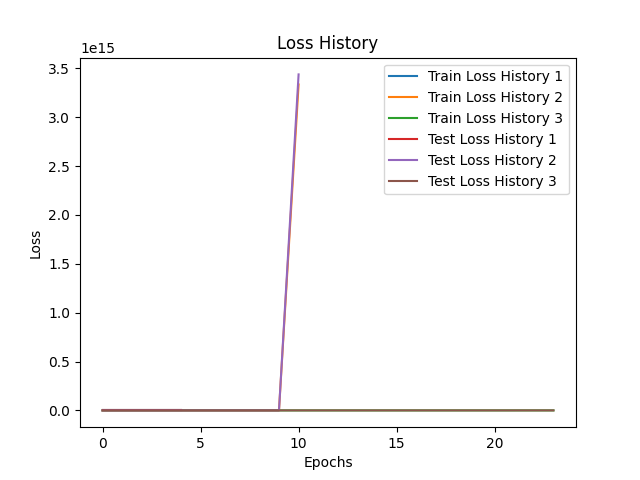 Loss History
1e15
3.5
3.0
2.5
2.0
1.5
1.0
0.5
0.0
Loss
Train Loss History 1
Train Loss History 2
Train Loss History 3
Test Loss History 1
Test Loss History 2
Test Loss History 3
0 5 10 15 20
Epochs